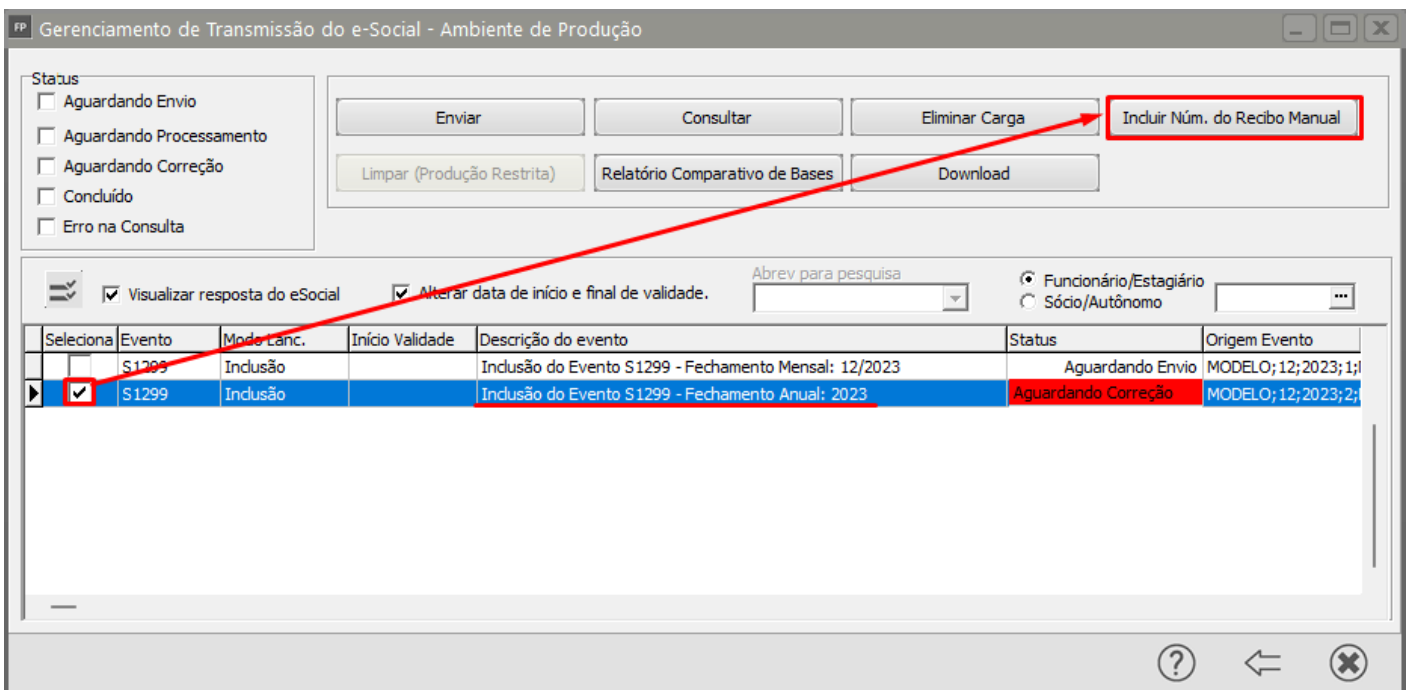 FP Gerenciamento de Transmissão do e-Social - Ambiente de Produção
Status
Aguardando Envio
Aguardando Processamento
Aguardando Correção
Concluído
Erro na Consulta
Enviar Consultar Eliminar Carga Incluir Núm. do Recibo Manual
Limpar (Produção Restrita) Relatório Comparativo de Bases Download
Visualizar resposta do eSocial Alterar data de início e final de validade. Abrev para pesquisa
Funcionário/Estagiário
Sócio/Autônomo ...
Seleciona Evento Modo Lanc. Início Validade Descrição do evento Status Origem Evento
S1299 Inclusão Inclusão do Evento S1299 - Fechamento Mensal: 12/2023 Aguardando Envio MODELO;12;2023;1;
S1299 Inclusão Inclusão do Evento S1299 - Fechamento Anual: 2023 Aguardando Correção MODELO;12;2023;2;
?